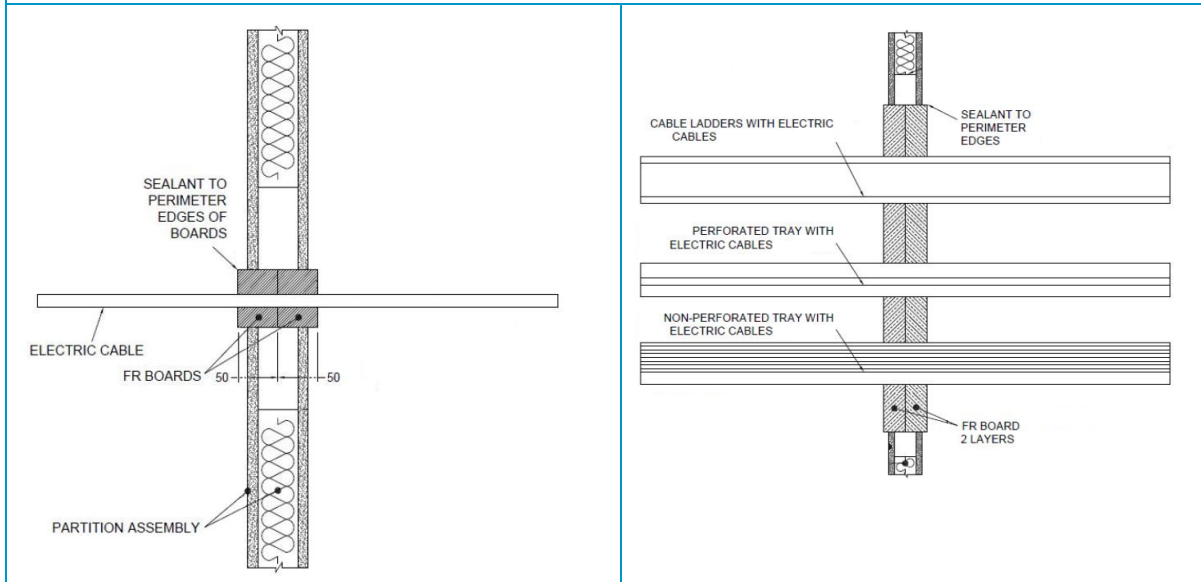 SEALANT TO
PERIMETER
EDGES OF
BOARDS
ELECTRIC CABLE
FR BOARDS
50
50
PARTITION ASSEMBLY
CABLE LADDERS WITH ELECTRIC
CABLES
SEALANT TO
PERIMETER
EDGES
PERFORATED TRAY WITH
ELECTRIC CABLES
NON-PERFORATED TRAY WITH
ELECTRIC CABLES
FR BOARD
2 LAYERS